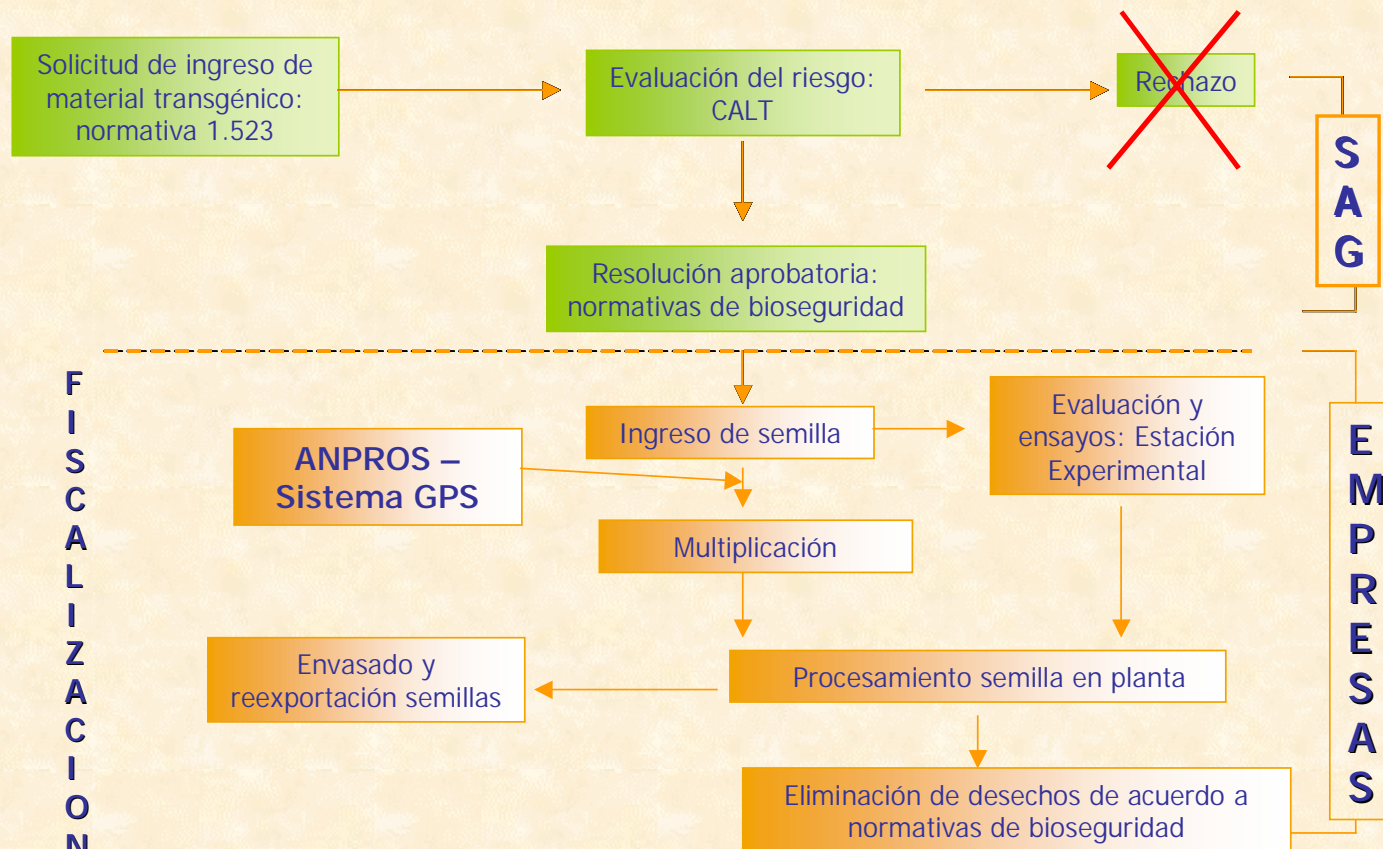 Solicitud de ingreso de
material transgénico:
normativa 1.523
Evaluación del riesgo:
CALT
Rechazo
S
A
G
Resolución aprobatoria:
normativas de bioseguridad
F
I
S
C
A
L
I
Z
A
C
I
O
N
Ingreso de semilla
Evaluación y
ensayos: Estación
Experimental
ANPROS –
Sistema GPS
Multiplicación
Envasado y
reexportación semillas
Procesamiento semilla en planta
Eliminación de desechos de acuerdo a
normativas de bioseguridad
E
M
P
R
E
S
A
S